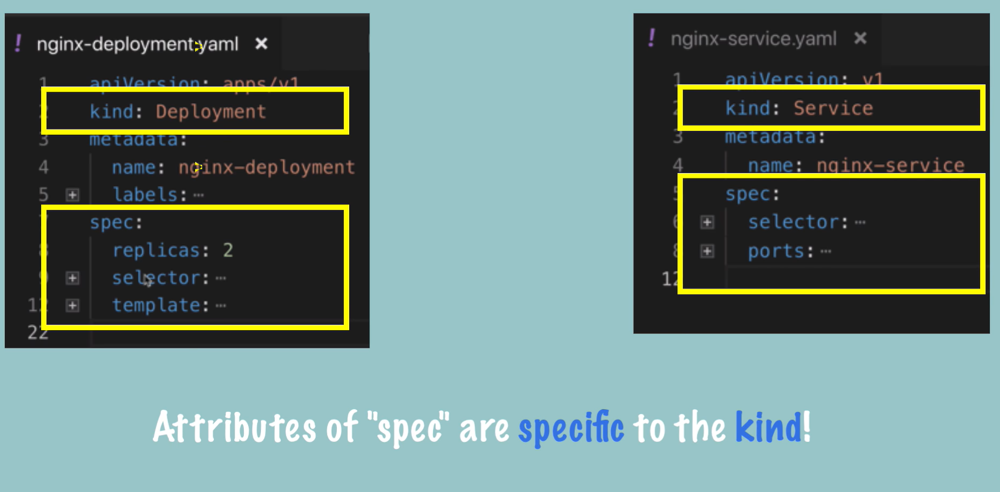 ! nginx-deployment.yaml ×
1 apiVersion: apps/v1
2 kind: Deployment
3 metadata:
4 name: nginx-deployment
5 labels: ⋯
7 spec:
8 replicas: 2
9 selector: ⋯
12 template: ⋯
22
! nginx-service.yaml ×
1 apiVersion: v1
2 kind: Service
3 metadata:
4 name: nginx-service
5 spec:
6 selector: ⋯
8 ports: ⋯
12
Attributes of "spec" are specific to the kind!